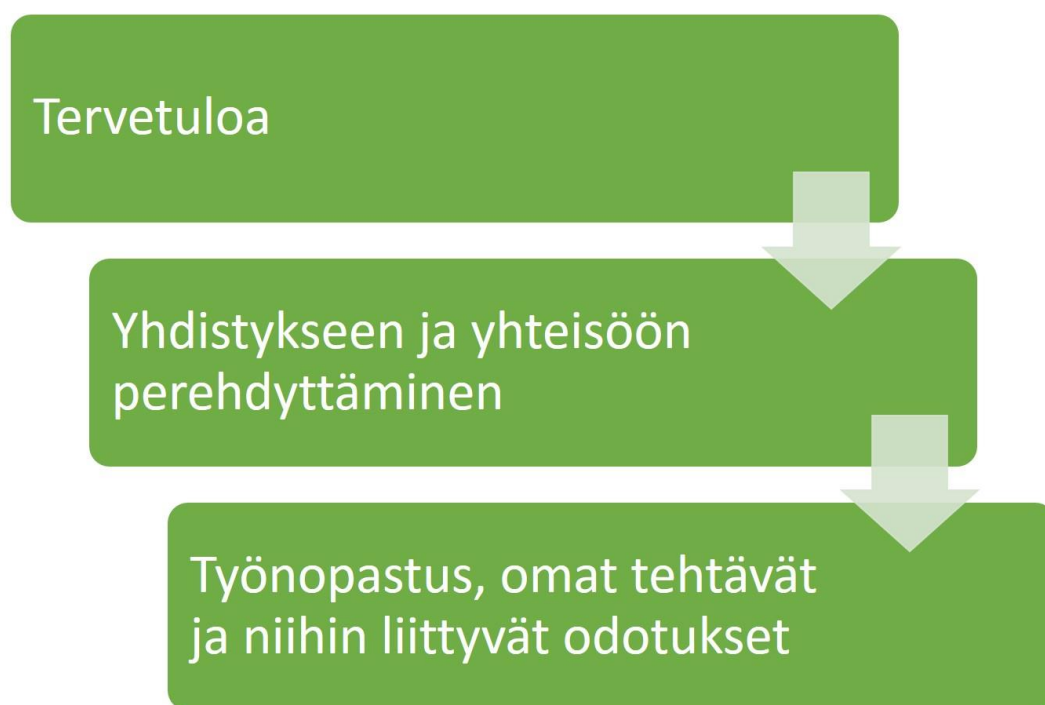 Tervetuloa
Yhdistykseen ja yhteisöön
perehdyttäminen
Työnopastus, omat tehtävät
ja niihin liittyvät odotukset